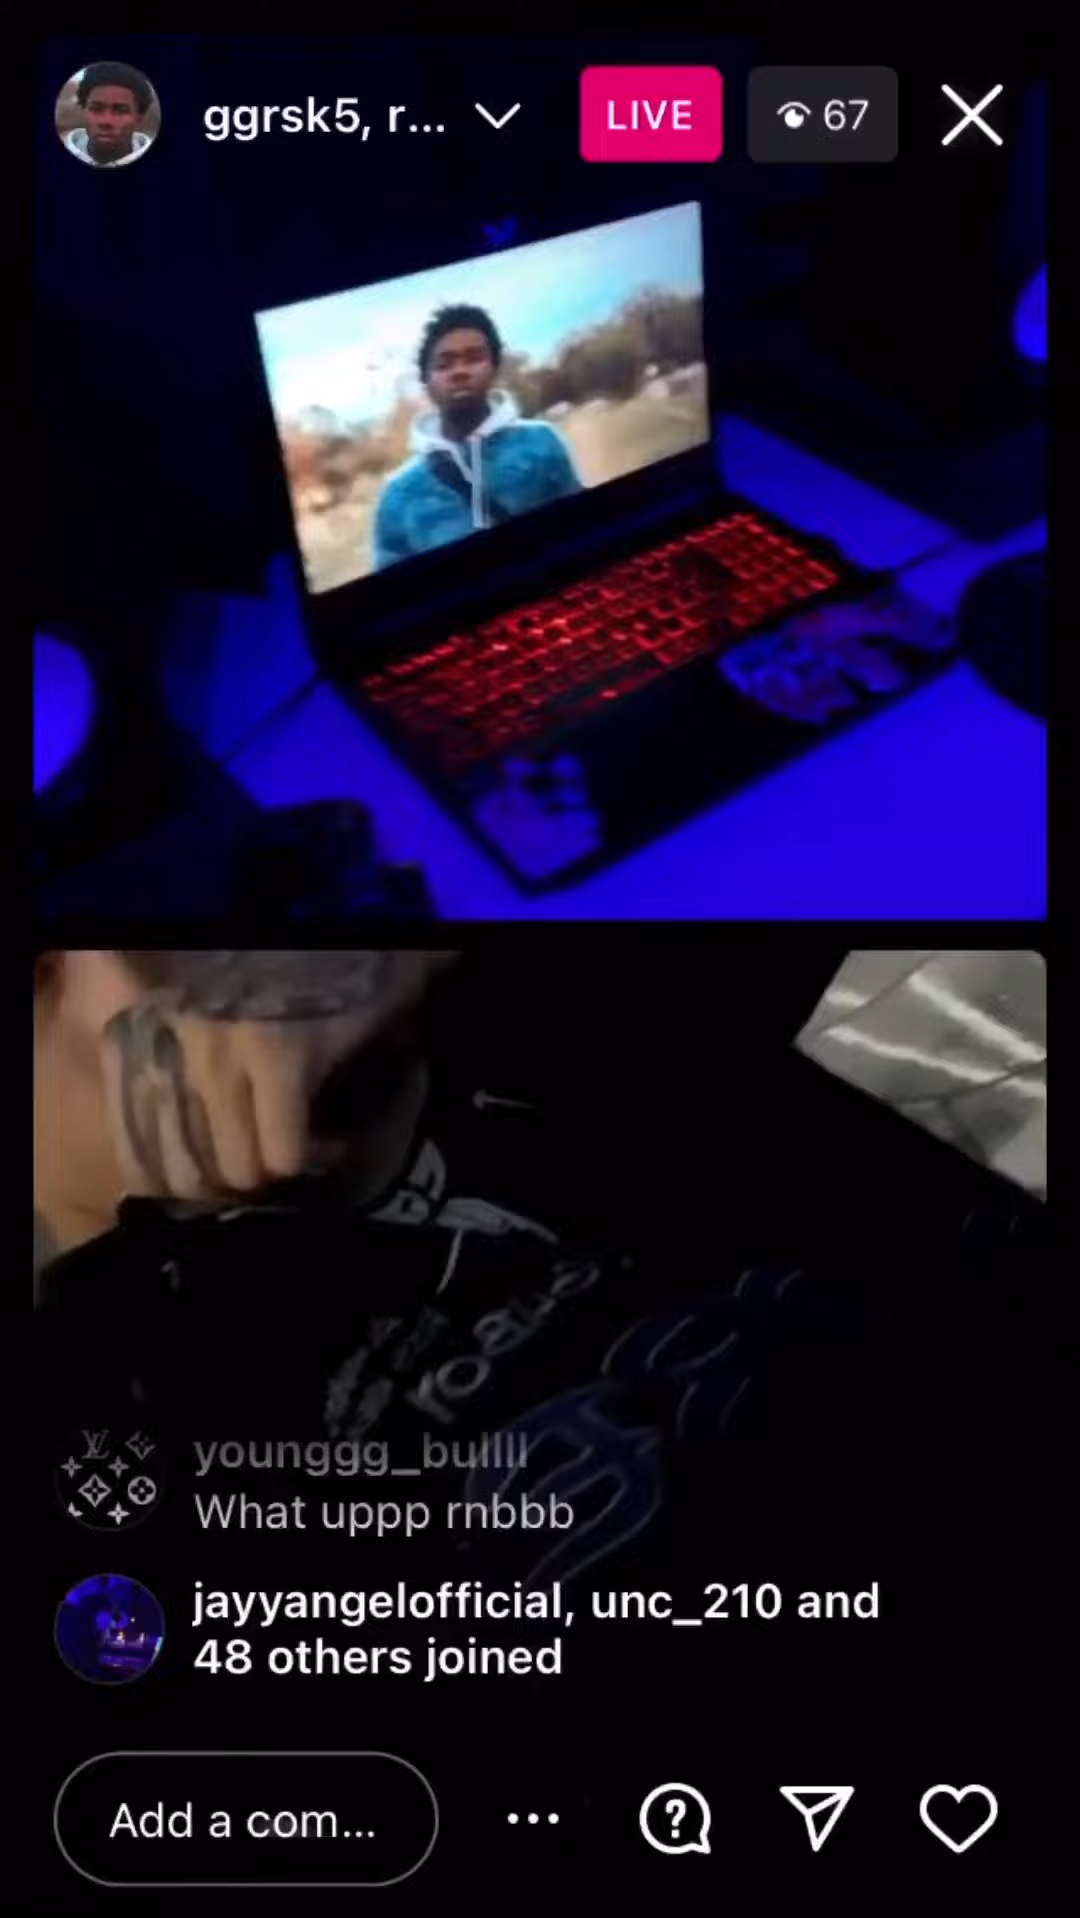 ggrsk5, r...
LIVE
67
younggg_bullll
What uppp rnbbb
jayyangelofficial, unc_210 and
48 others joined
Add a com...